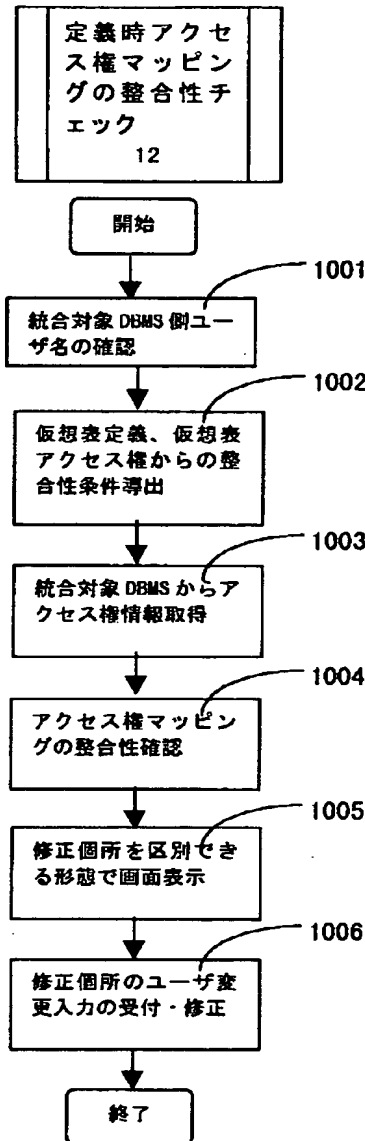 定義時アクセ
ス権マッピン
グの整合性チ
ェック
12
開始
1001
統合対象DBMS側ユー
ザ名の確認
1002
仮想表定義、仮想表
アクセス権からの整
合性条件導出
1003
統合対象DBMSからア
クセス権情報取得
1004
アクセス権マッピン
グの整合性確認
1005
修正個所を区別でき
る形態で画面表示
1006
修正個所のユーザ変
更入力の受付・修正
終了